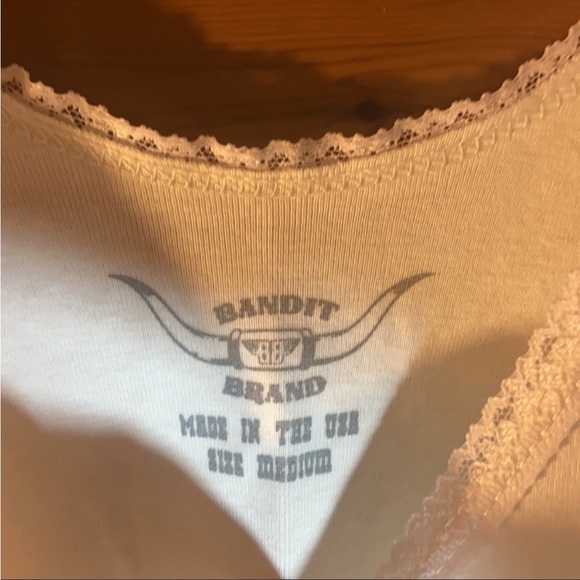 BANDIT
BB
BRAND
MADE IN THE USA
SIZE MEDIUM